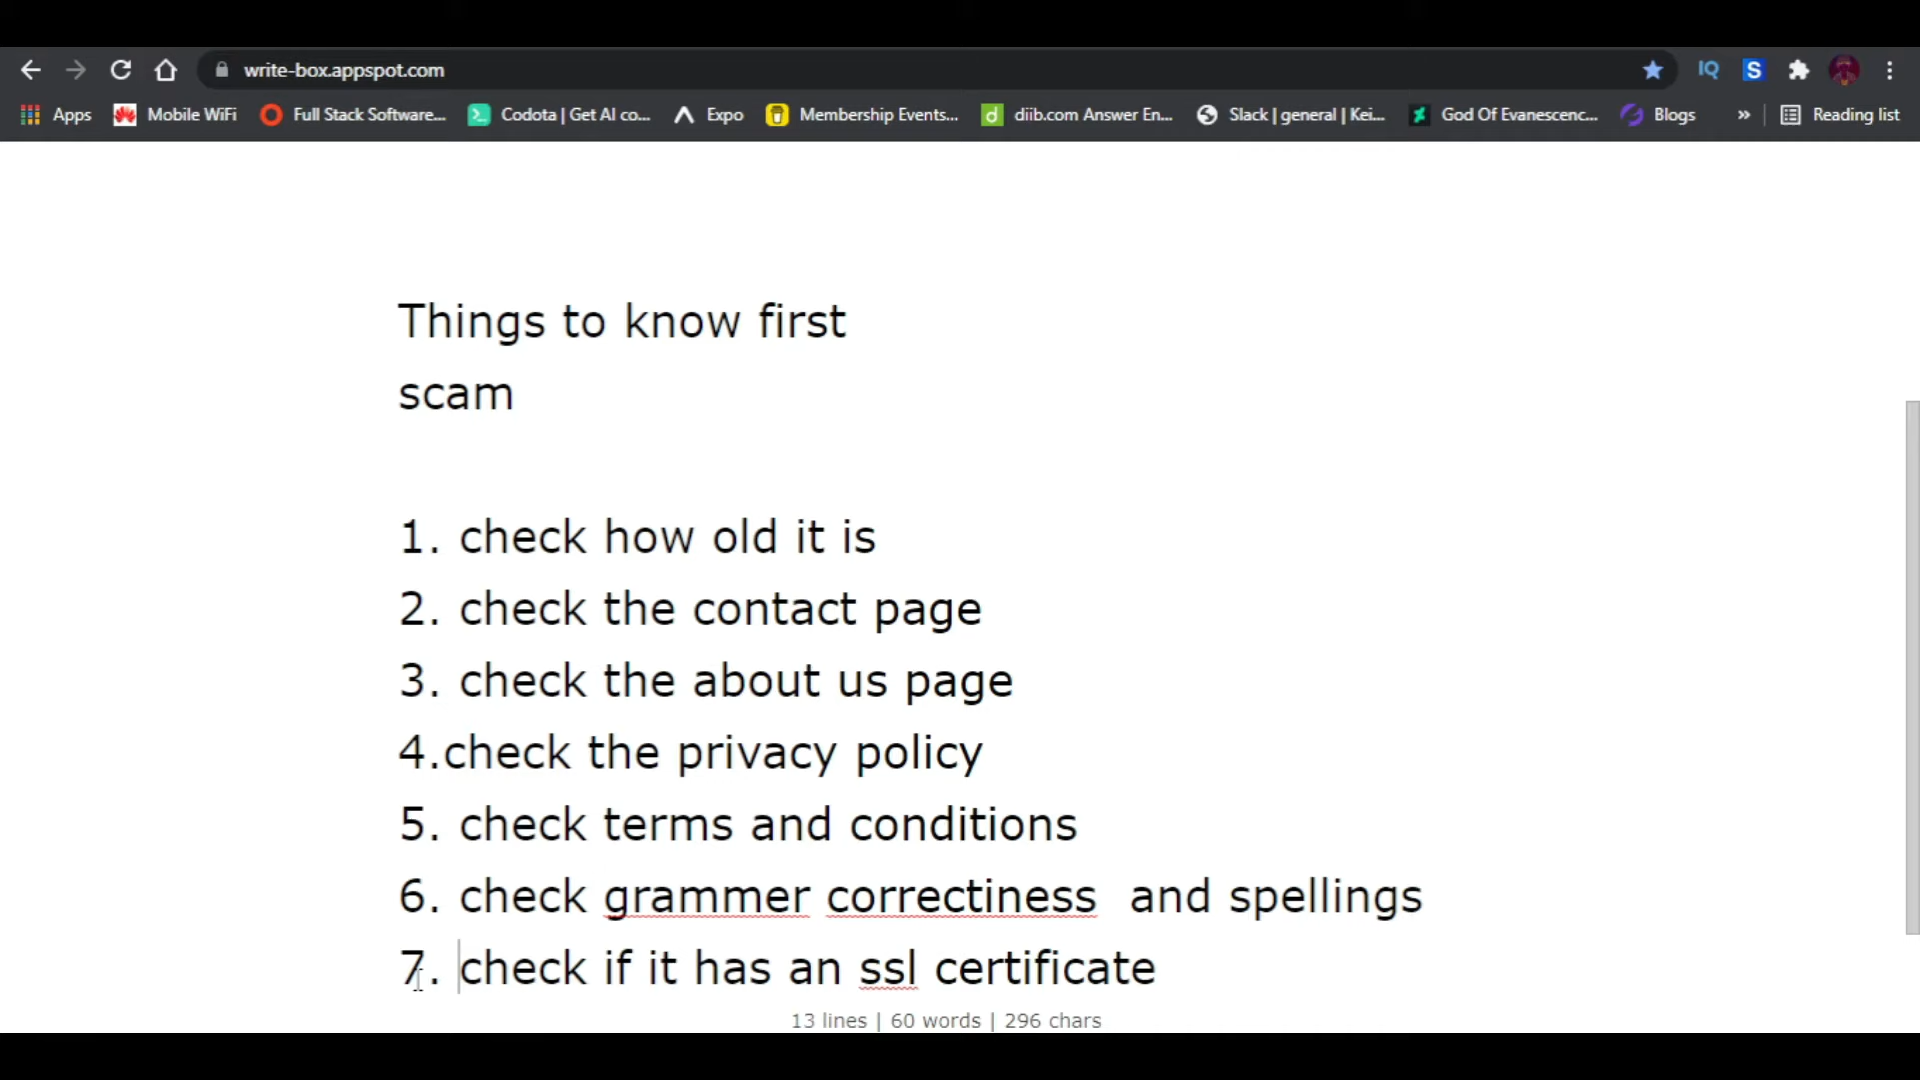 write-box.appspot.com
IQ
S
Apps
Mobile WiFi
Full Stack Software...
Codota | Get AI co...
Expo
Membership Events...
diib.com Answer En...
Slack | general | Kei...
God Of Evanescenc...
Blogs
»
Reading list
Things to know first
scam
1. check how old it is
2. check the contact page
3. check the about us page
4.check the privacy policy
5. check terms and conditions
6. check grammer correctiness  and spellings
7. check if it has an ssl certificate
13 lines | 60 words | 296 chars